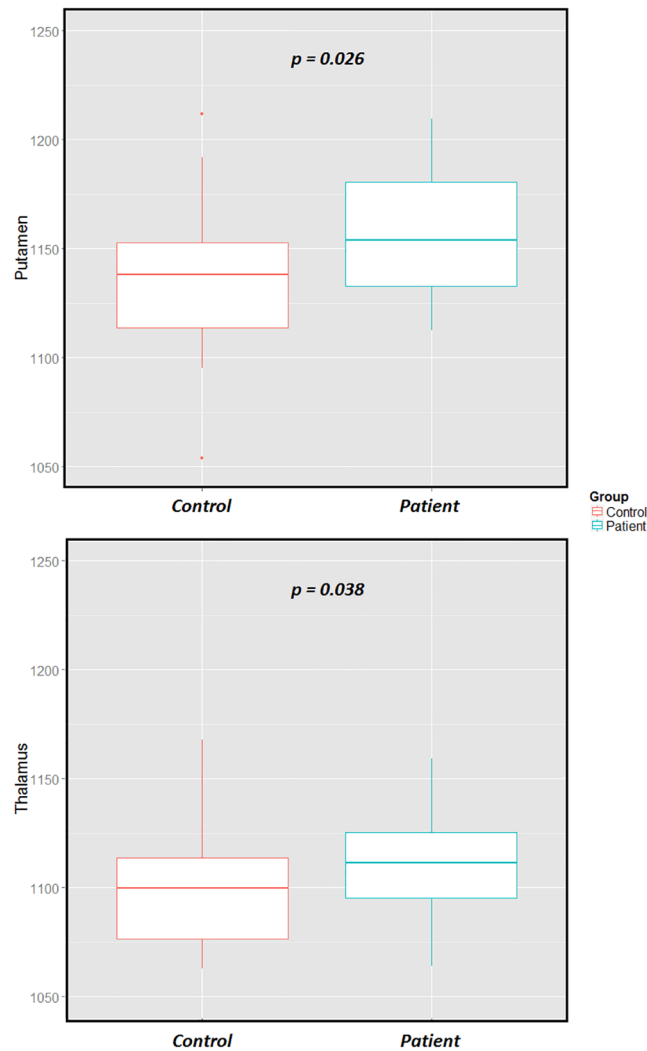 1250
p = 0.026
1200
1150
Putamen
1100
1050
Control Patient
Group
Control
Patient
1250
p = 0.038
1200
1150
Thalamus
1100
1050
Control Patient